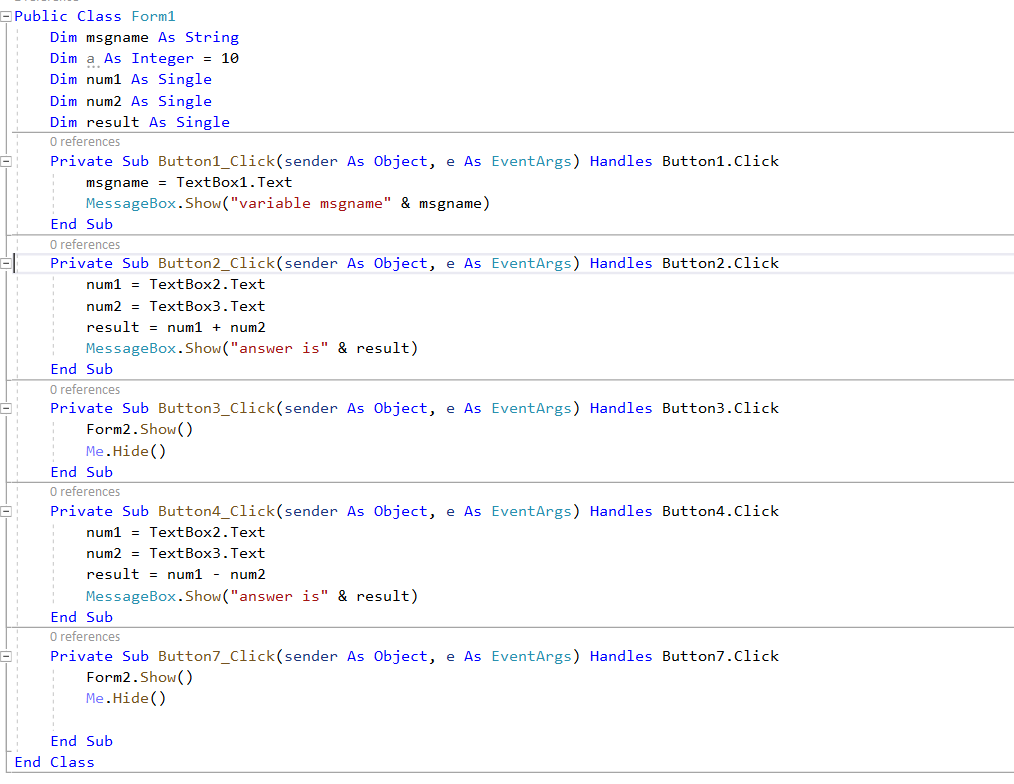 Public Class Form1
Dim msgname As String
Dim a As Integer = 10
Dim num1 As Single
Dim num2 As Single
Dim result As Single
0 references
Private Sub Button1_Click(sender As Object, e As EventArgs) Handles Button1.Click
msgname = TextBox1.Text
MessageBox.Show("variable msgname" & msgname)
End Sub
0 references
Private Sub Button2_Click(sender As Object, e As EventArgs) Handles Button2.Click
num1 = TextBox2.Text
num2 = TextBox3.Text
result = num1 + num2
MessageBox.Show("answer is" & result)
End Sub
0 references
Private Sub Button3_Click(sender As Object, e As EventArgs) Handles Button3.Click
Form2.Show()
Me.Hide()
End Sub
0 references
Private Sub Button4_Click(sender As Object, e As EventArgs) Handles Button4.Click
num1 = TextBox2.Text
num2 = TextBox3.Text
result = num1 - num2
MessageBox.Show("answer is" & result)
End Sub
0 references
Private Sub Button7_Click(sender As Object, e As EventArgs) Handles Button7.Click
Form2.Show()
Me.Hide()
End Sub
End Class